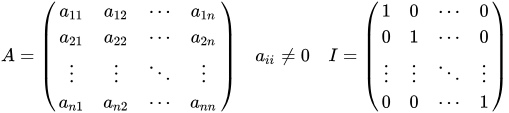 A = \begin{pmatrix} a_{11} & a_{12} & \cdots & a_{1n} \\ a_{21} & a_{22} & \cdots & a_{2n} \\ \vdots & \vdots & \ddots & \vdots \\ a_{n1} & a_{n2} & \cdots & a_{nn} \end{pmatrix} \quad a_{ii} \neq 0 \quad I = \begin{pmatrix} 1 & 0 & \cdots & 0 \\ 0 & 1 & \cdots & 0 \\ \vdots & \vdots & \ddots & \vdots \\ 0 & 0 & \cdots & 1 \end{pmatrix}